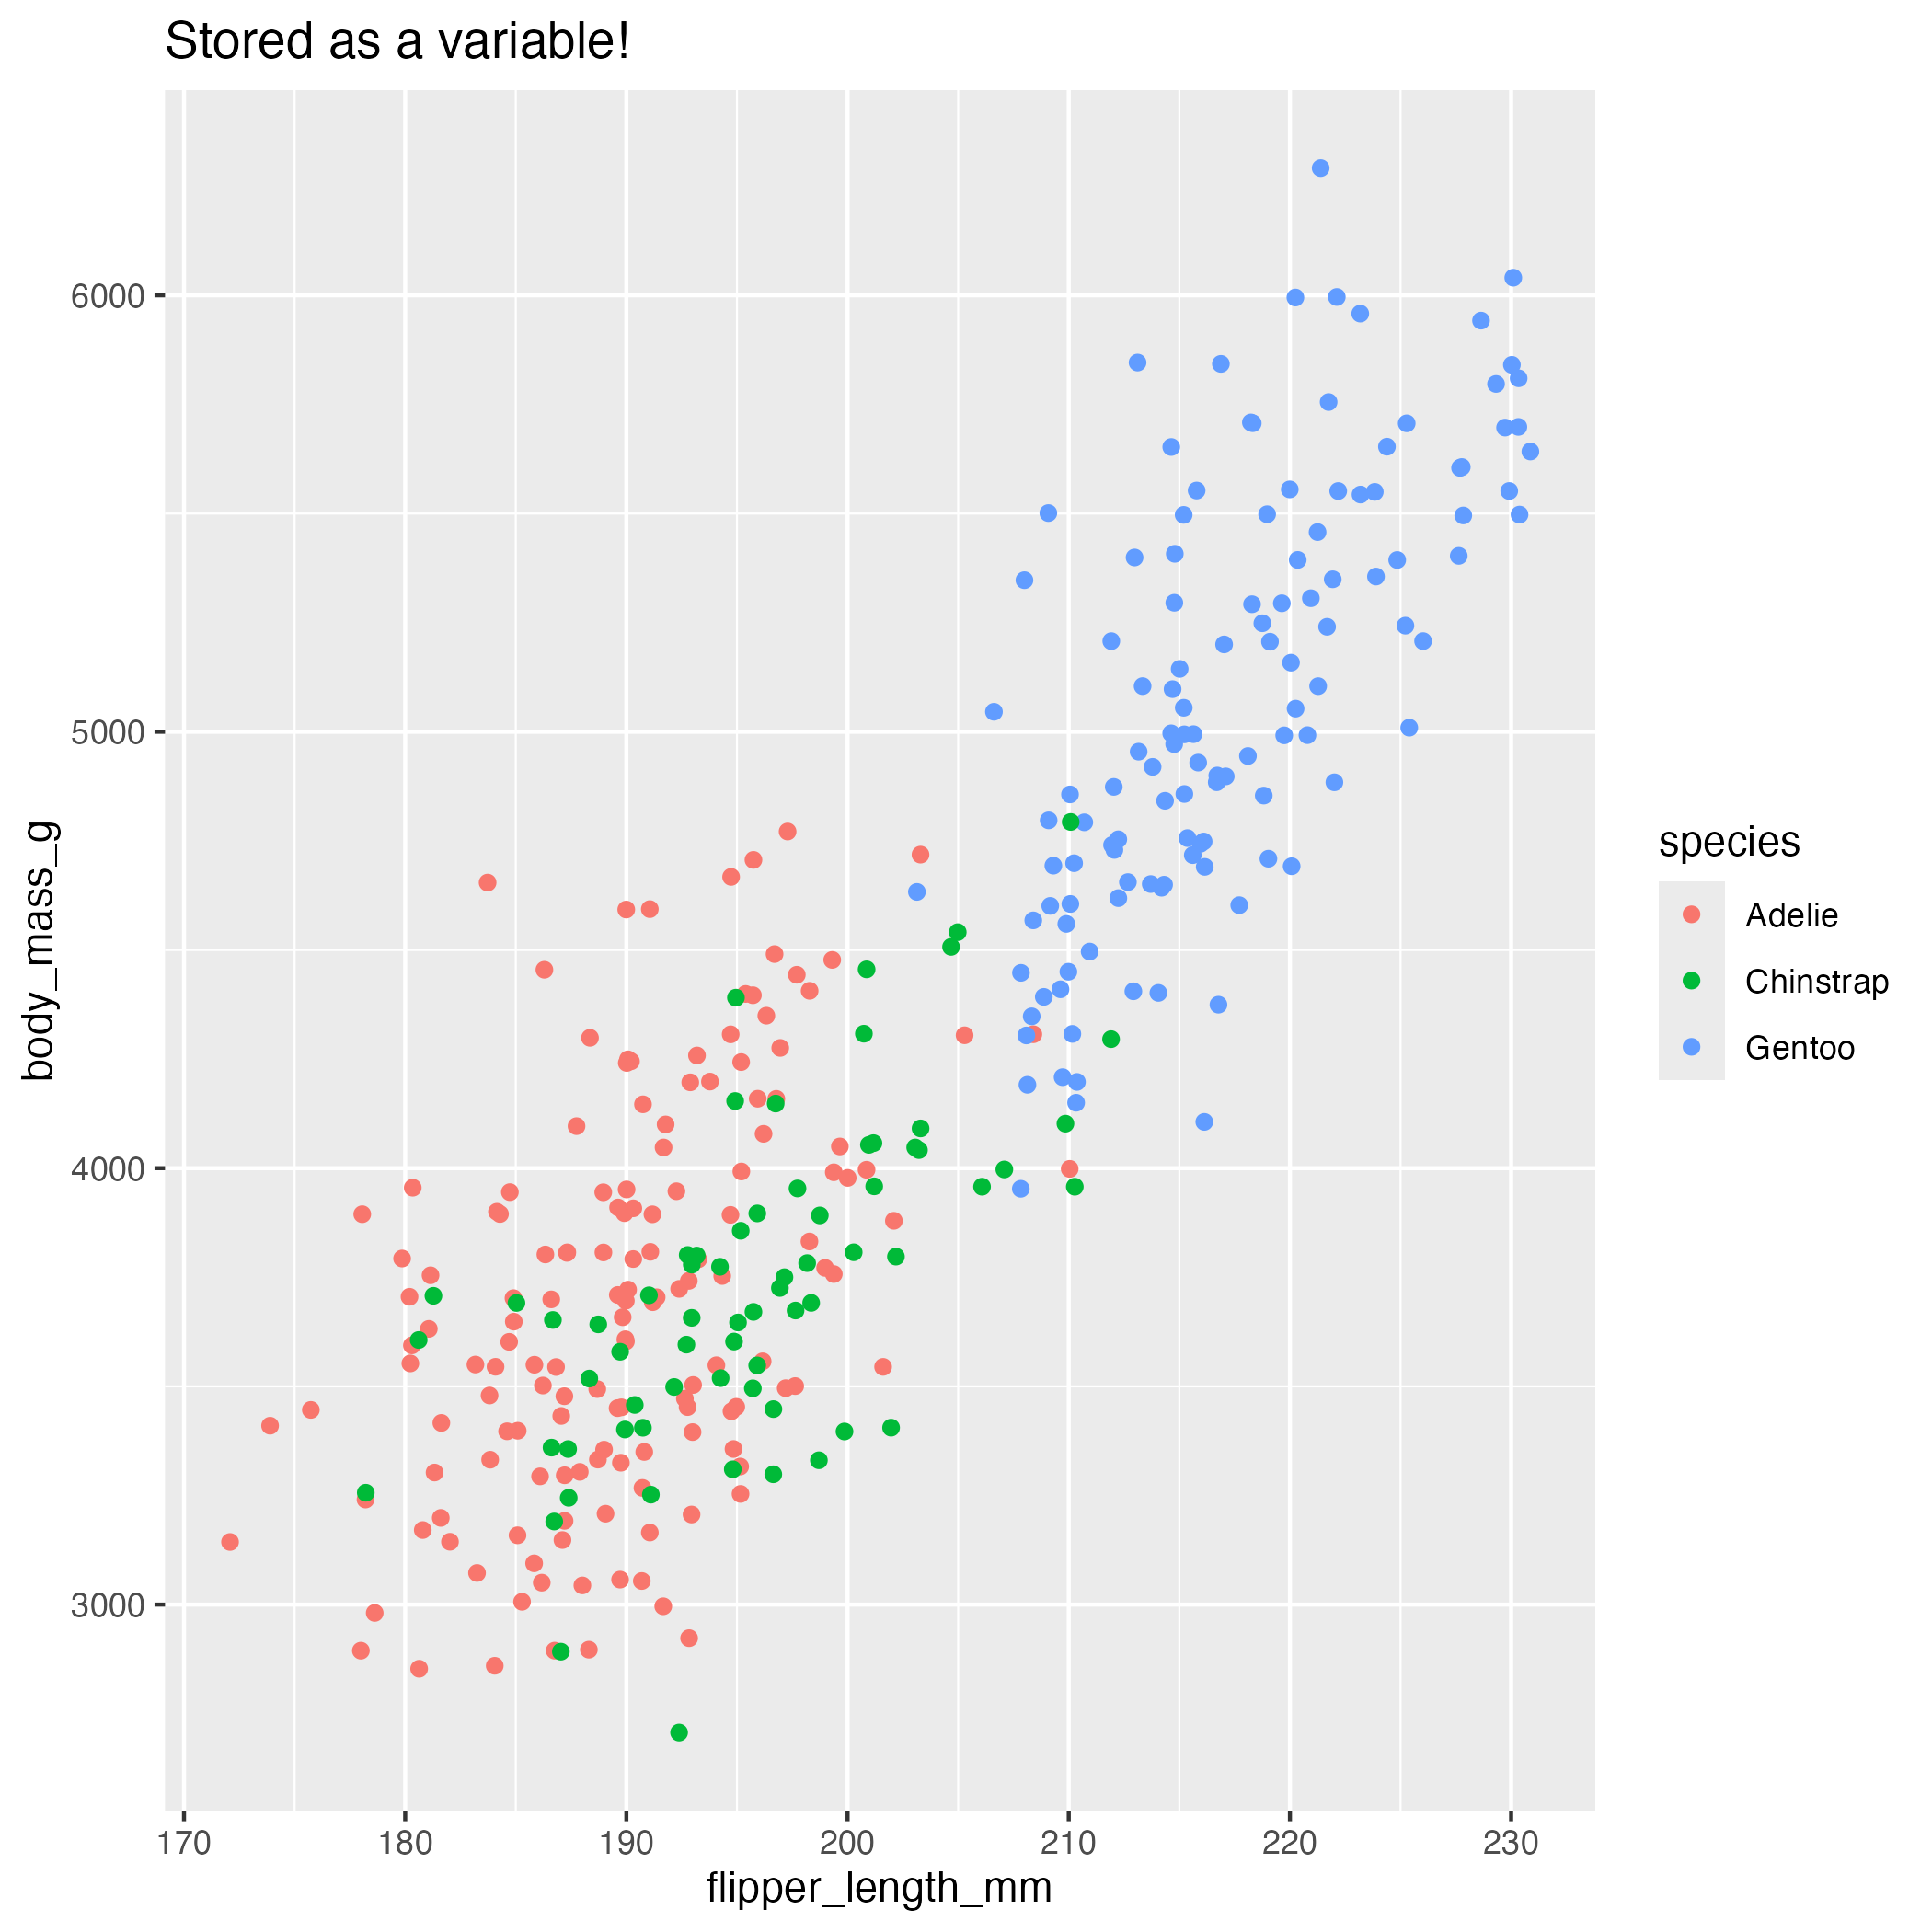 Stored as a variable!
6000
5000
4000
3000
body_mass_g
170 180 190 200 210 220 230
flipper_length_mm
species
Adelie
Chinstrap
Gentoo